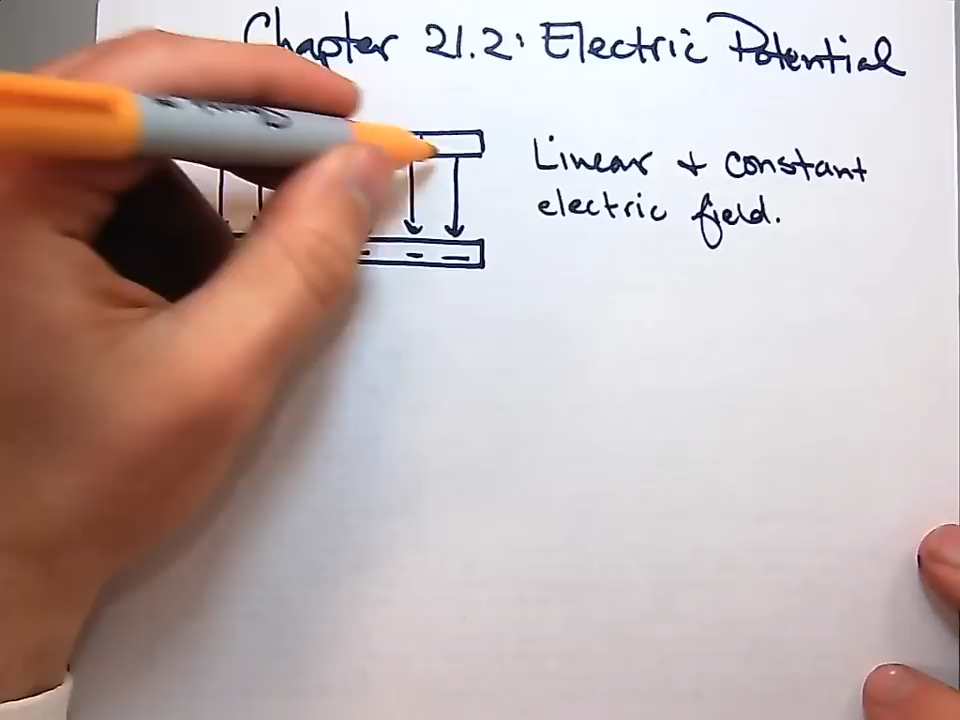 Chapter 21.2: Electric Potential
Linear + constant
electric field.